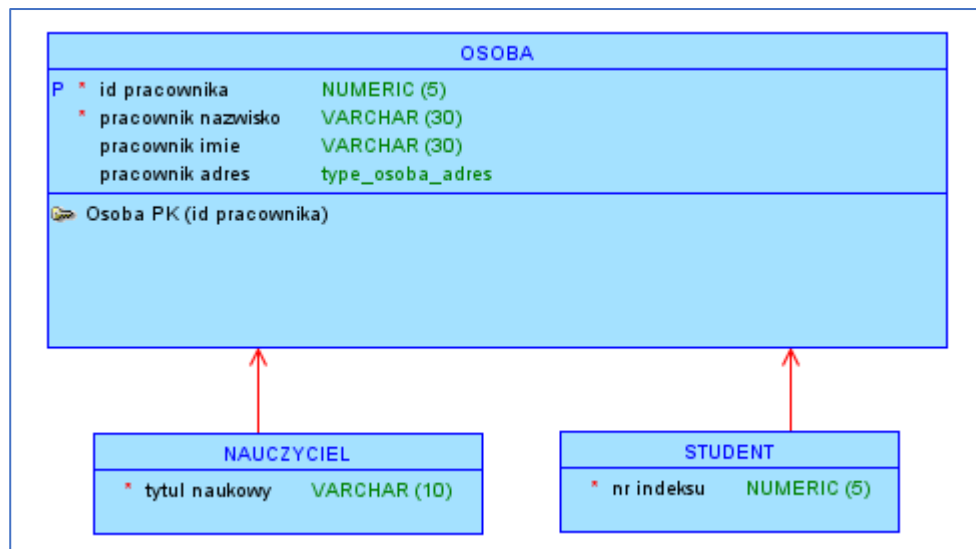 OSOBA
P * id pracownika NUMERIC (5)
* pracownik nazwisko VARCHAR (30)
pracownik imie VARCHAR (30)
pracownik adres type_osoba_adres
Osoba PK (id pracownika)
NAUCZYCIEL
* tytul naukowy VARCHAR (10)
STUDENT
* nr indeksu NUMERIC (5)